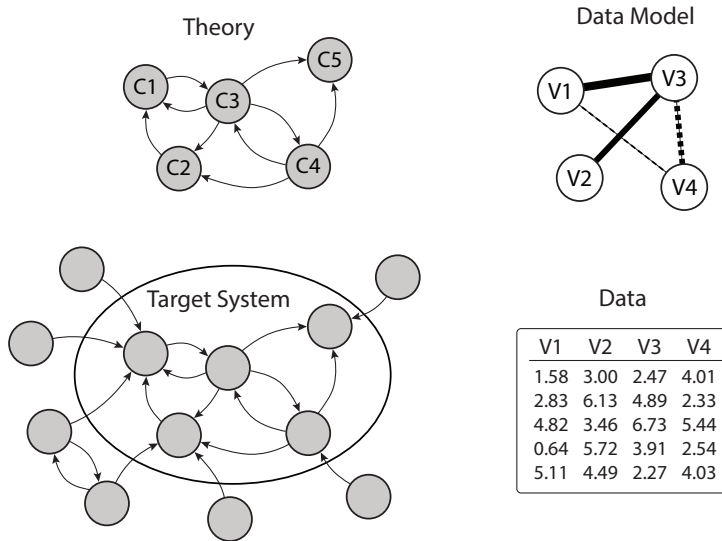 Theory
C1
C3
C5
C2
C4
Data Model
V1
V3
V2
V4
Target System
Data
V1 V2 V3 V4
1.58 3.00 2.47 4.01
2.83 6.13 4.89 2.33
4.82 3.46 6.73 5.44
0.64 5.72 3.91 2.54
5.11 4.49 2.27 4.03